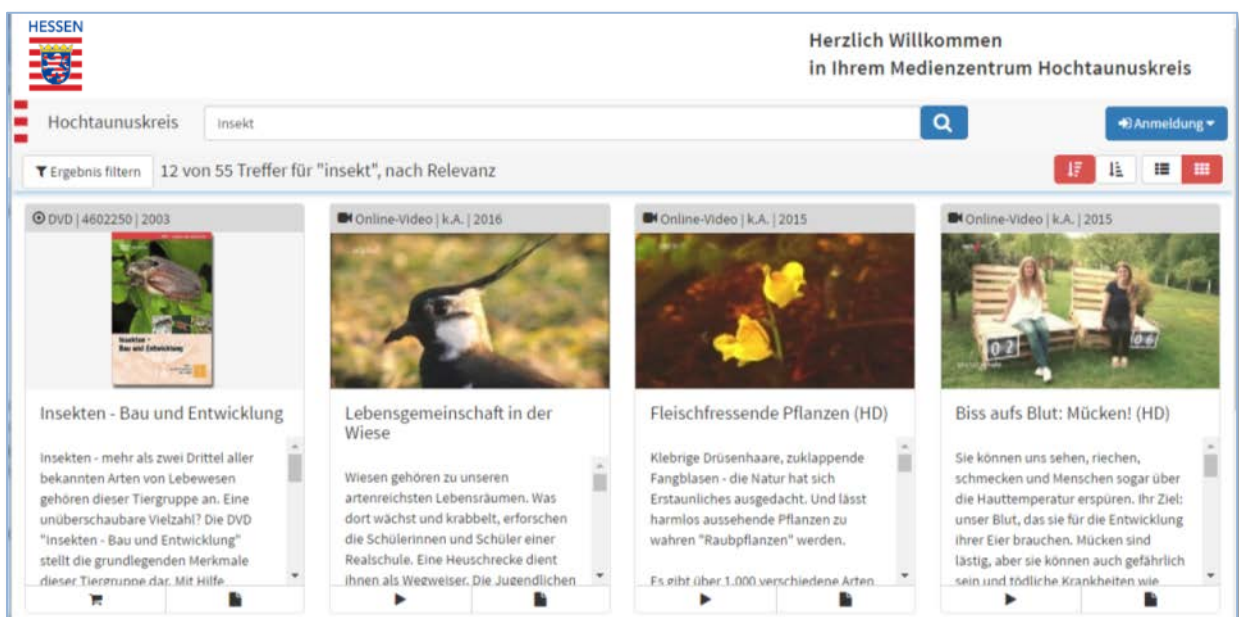 HESSEN
Herzlich Willkommen
in Ihrem Medienzentrum Hochtaunuskreis
Hochtaunuskreis
insekt
Anmeldung
Ergebnis filtern
12 von 55 Treffer für "insekt", nach Relevanz
DVD | 4602250 | 2003
Insekten -
Bau und Entwicklung
Insekten - Bau und Entwicklung
Insekten - mehr als zwei Drittel aller
bekannten Arten von Lebewesen
gehören dieser Tiergruppe an. Eine
unüberschaubare Vielzahl? Die DVD
"Insekten - Bau und Entwicklung"
stellt die grundlegenden Merkmale
dieser Tiergruppe dar. Mit Hilfe
Online-Video | k.A. | 2016
Lebensgemeinschaft in der
Wiese
Wiesen gehören zu unseren
artenreichsten Lebensräumen. Was
dort wächst und krabbelt, erforschen
die Schülerinnen und Schüler einer
Realschule. Eine Heuschrecke dient
ihnen als Wegweiser. Die Jugendlichen
Online-Video | k.A. | 2015
Fleischfressende Pflanzen (HD)
Klebrige Drüsenhaare, zuklappende
Fangblasen - die Natur hat sich
Erstaunliches ausgedacht. Und lässt
harmlos aussehende Pflanzen zu
wahren "Raubpflanzen" werden.
Es gibt über 1.000 verschiedene Arten
Online-Video | k.A. | 2015
02
06
Biss aufs Blut: Mücken! (HD)
Sie können uns sehen, riechen,
schmecken und Menschen sogar über
die Hauttemperatur erspüren. Ihr Ziel:
unser Blut, das sie für die Entwicklung
ihrer Eier brauchen. Mücken sind
lästig, aber sie können auch gefährlich
sein und tödliche Krankheiten wie